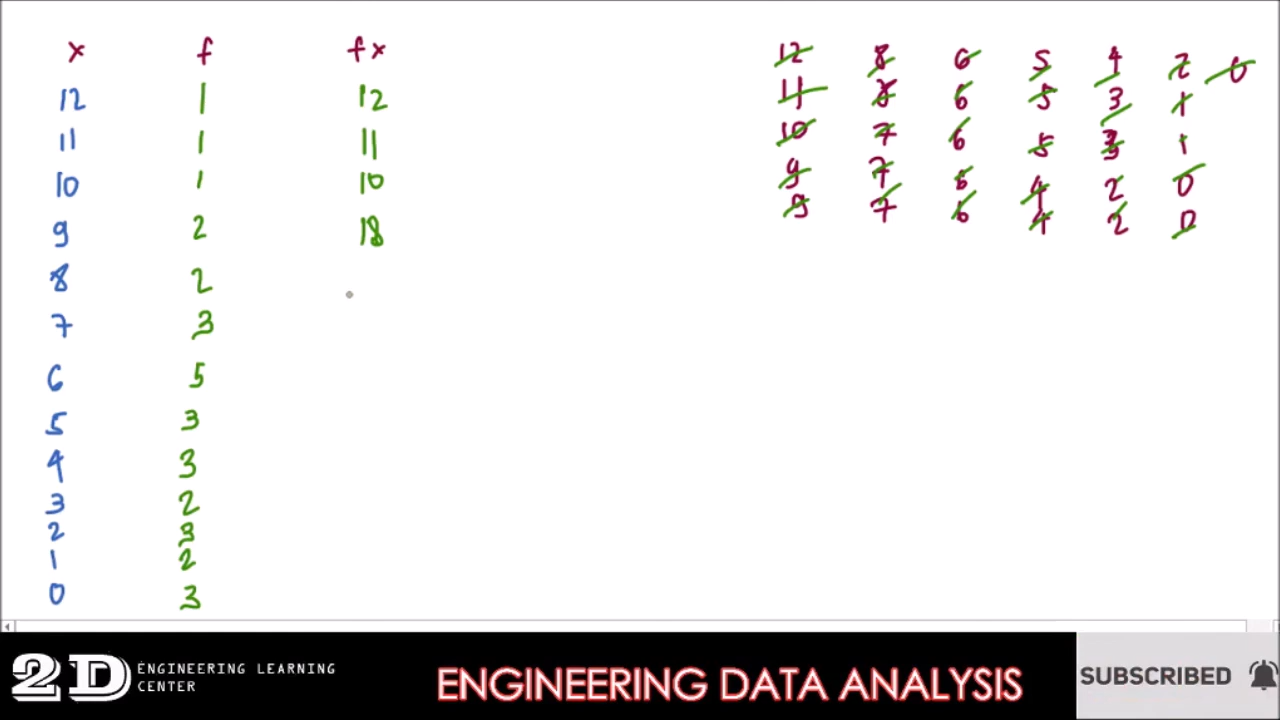 x f fx
12 1 12
11 1 11
10 1 10
9 2 18
8 2
7 3
6 5
5 3
4 3
3 2
2 3
1 2
0 3
12 8 6 5 4 2 0
11 8 6 5 3 1
10 7 6 5 3 1
9 7 6 4 2 0
9 7 6 4 2 0
2D ENGINEERING LEARNING
CENTER
ENGINEERING DATA ANALYSIS
SUBSCRIBED